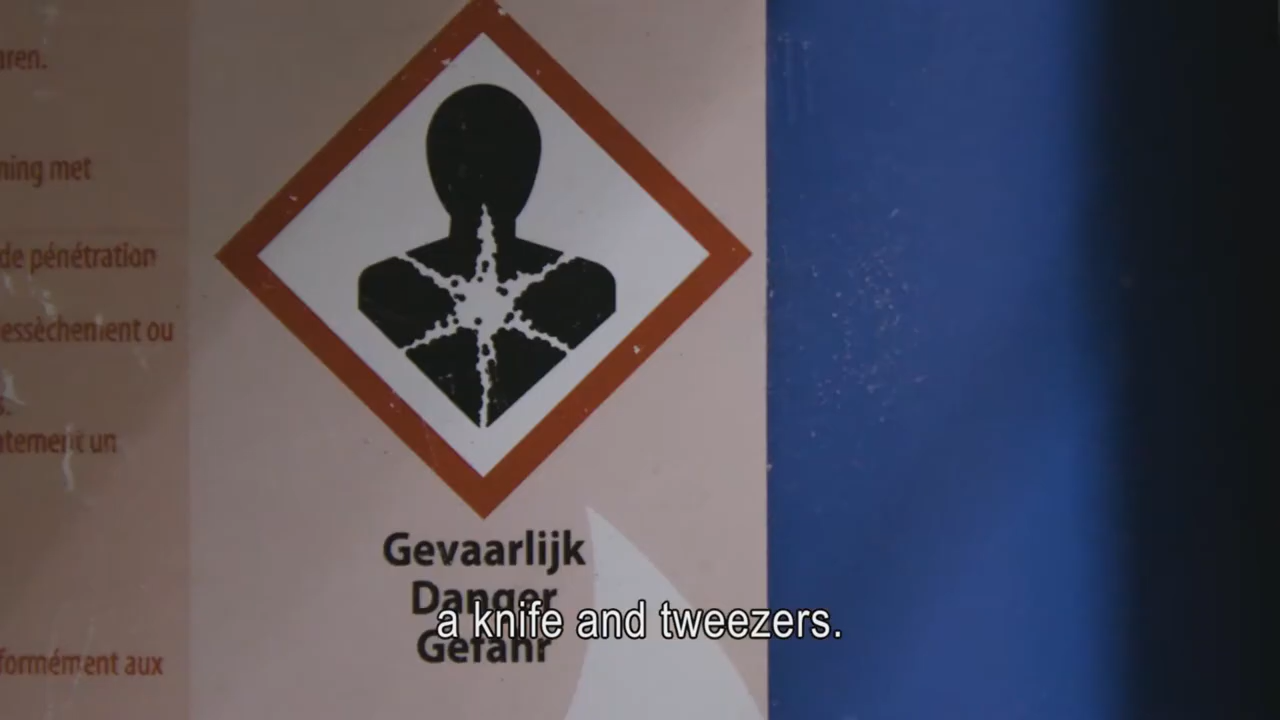 aren.
ning met
de pénétration
essèchement ou
s.
atement un
formément aux
Gevaarlijk
Danger
Gefahr
a knife and tweezers.